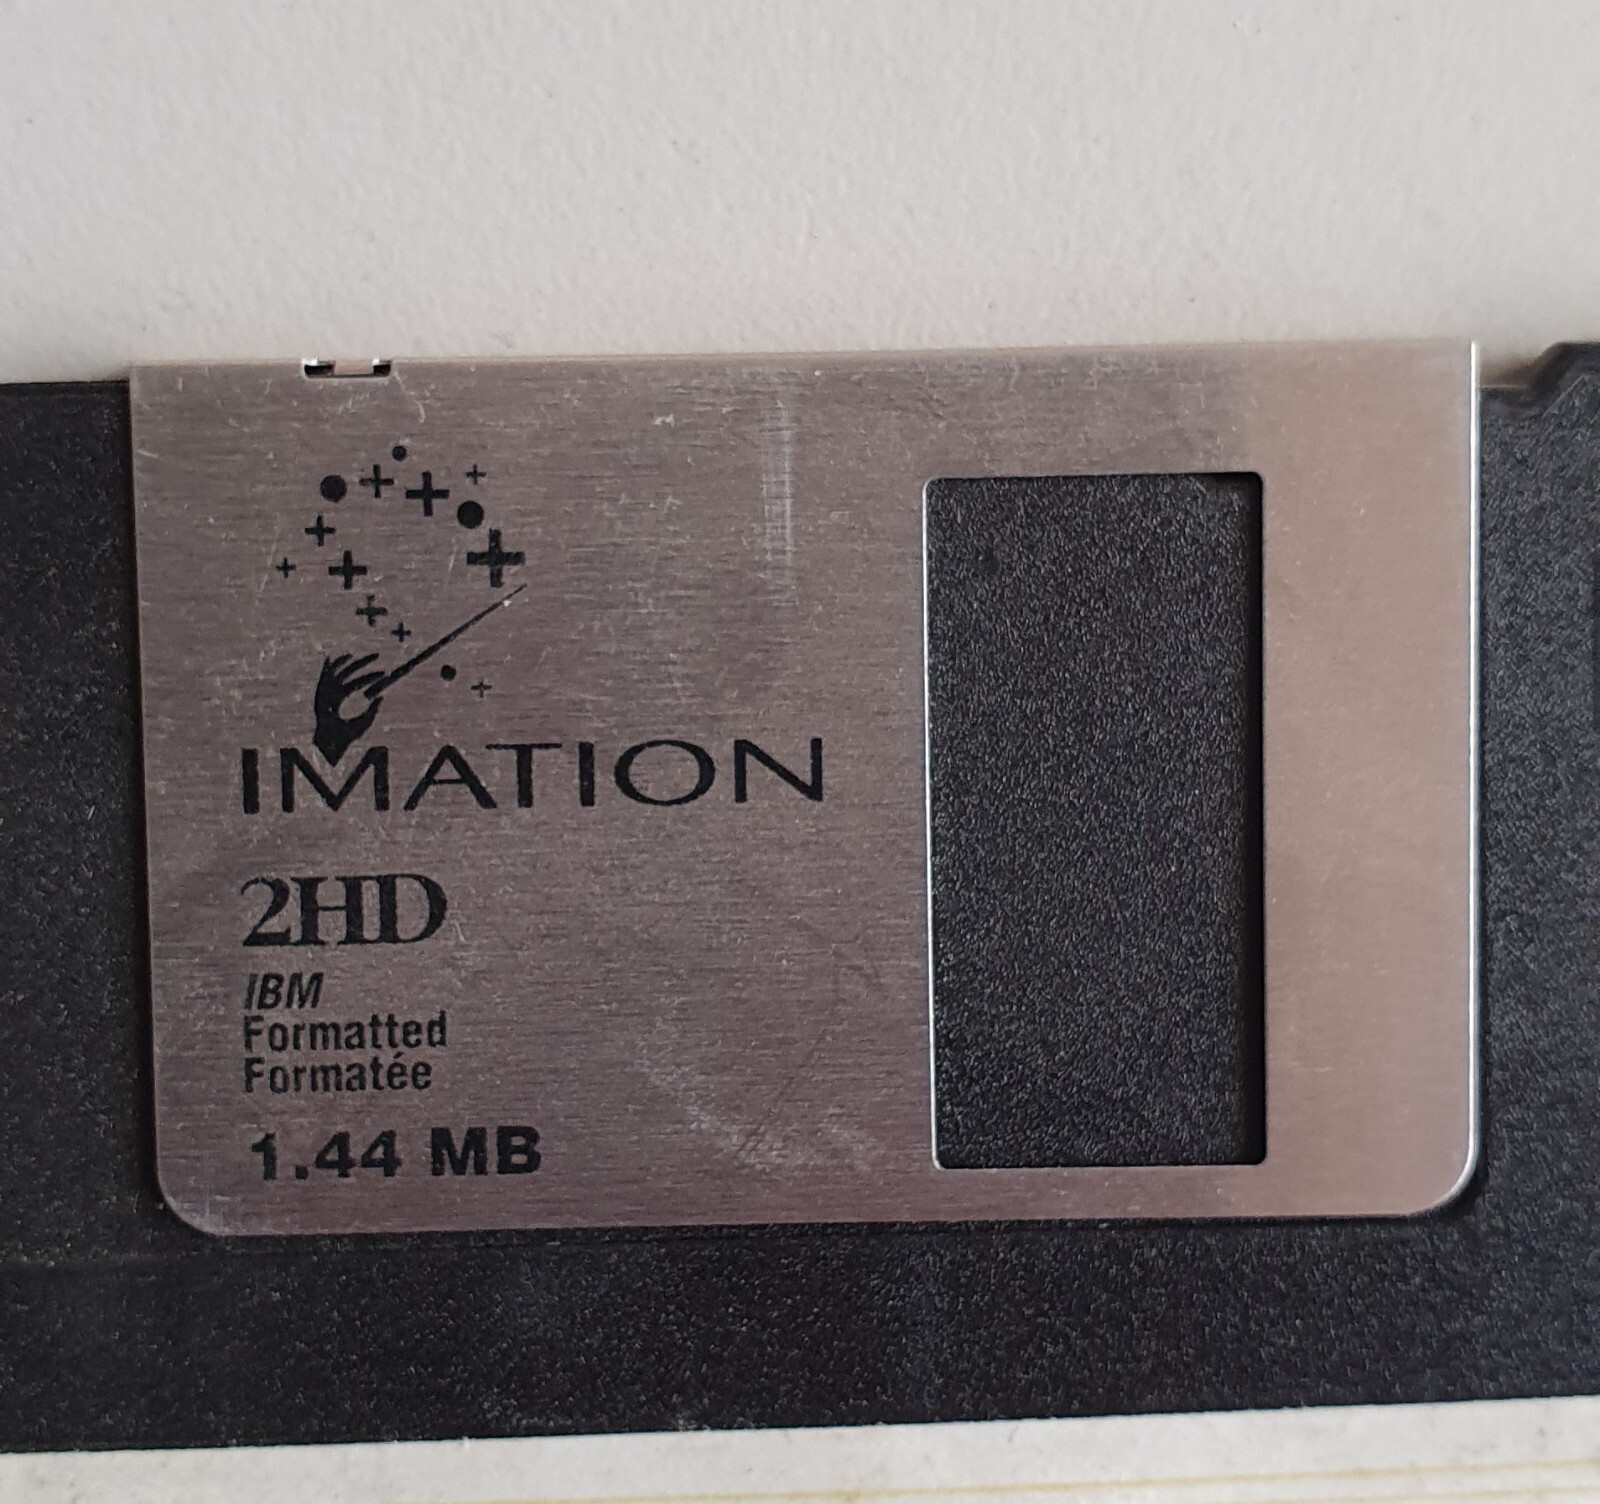 IMATION
2HD
IBM
Formatted
Formatée
1.44 MB